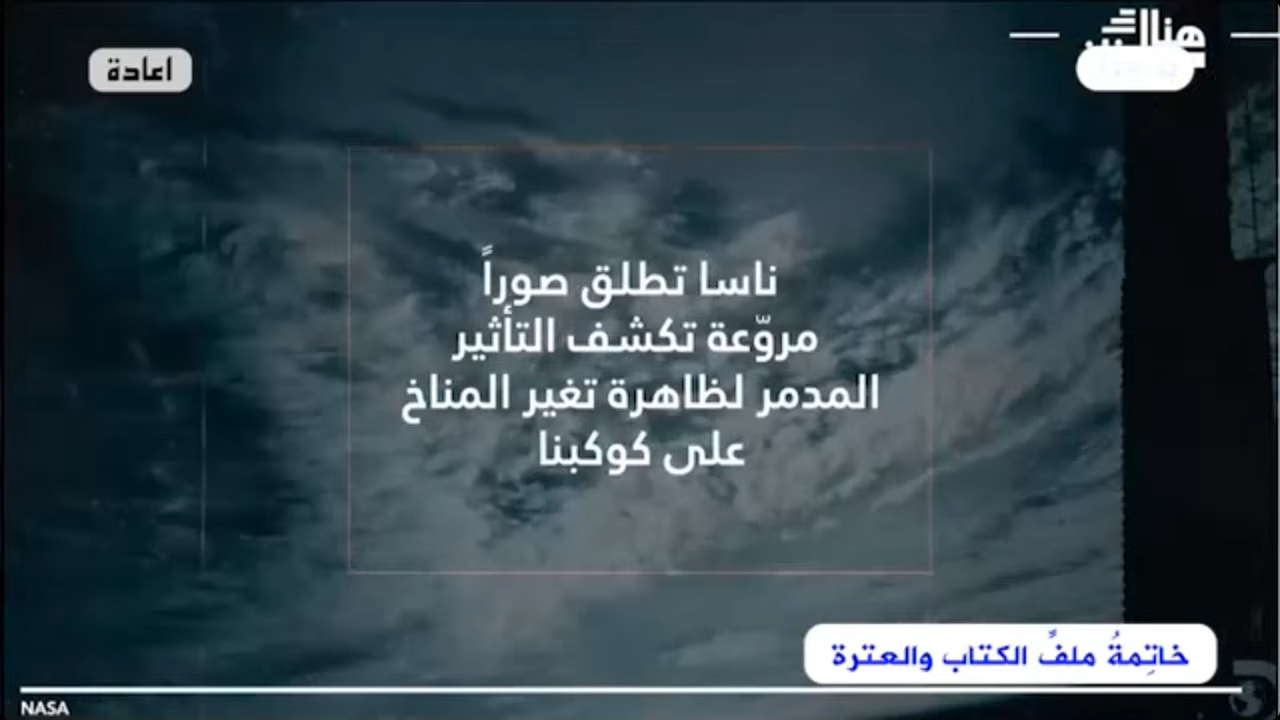 هنالك
اعادة
ناسا تطلق صوراً
مروّعة تكشف التأثير
المدمر لظاهرة تغير المناخ
على كوكبنا
خاتِمةُ ملفِّ الكتاب والعترة
NASA